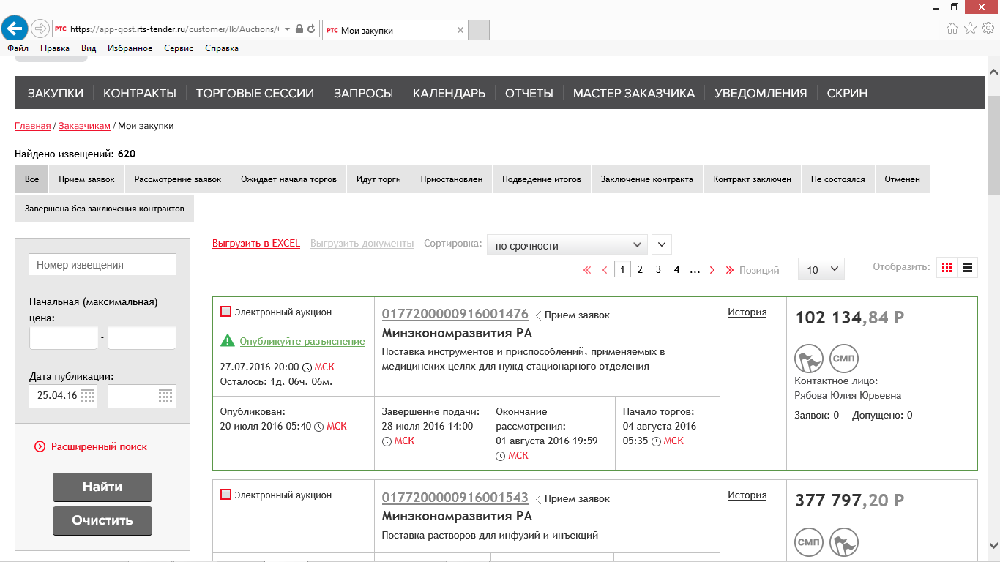 РТС https://app-gost.rts-tender.ru/customer/lk/Auctions/ РТС Мои закупки
Файл Правка Вид Избранное Сервис Справка
ЗАКУПКИ КОНТРАКТЫ ТОРГОВЫЕ СЕССИИ ЗАПРОСЫ КАЛЕНДАРЬ ОТЧЕТЫ МАСТЕР ЗАКАЗЧИКА УВЕДОМЛЕНИЯ СКРИН
Главная / Заказчикам / Мои закупки
Найдено извещений: 620
Все Прием заявок Рассмотрение заявок Ожидает начала торгов Идут торги Приостановлен Подведение итогов Заключение контракта Контракт заключен Не состоялся Отменен
Завершена без заключения контрактов
Номер извещения
Начальная (максимальная)
цена:
-
Дата публикации:
25.04.16
Расширенный поиск
Найти
Очистить
Выгрузить в EXCEL Выгрузить документы Сортировка: по срочности
« ‹ 1 2 3 4 ... › » Позиций 10 Отобразить:
Электронный аукцион
Опубликуйте разъяснение
27.07.2016 20:00 МСК
Осталось: 1д. 06ч. 06м.
0177200000916001476 Прием заявок
Минэкономразвития РА
Поставка инструментов и приспособлений, применяемых в
медицинских целях для нужд стационарного отделения
История
102 134,84 Р
СМП
Контактное лицо:
Рябова Юлия Юрьевна
Заявок: 0 Допущено: 0
Опубликован:
20 июля 2016 05:40 МСК
Завершение подачи:
28 июля 2016 14:00
МСК
Окончание
рассмотрения:
01 августа 2016 19:59
МСК
Начало торгов:
04 августа 2016
05:35 МСК
Электронный аукцион
0177200000916001543 Прием заявок
Минэкономразвития РА
Поставка растворов для инфузий и инъекций
История
377 797,20 Р
СМП